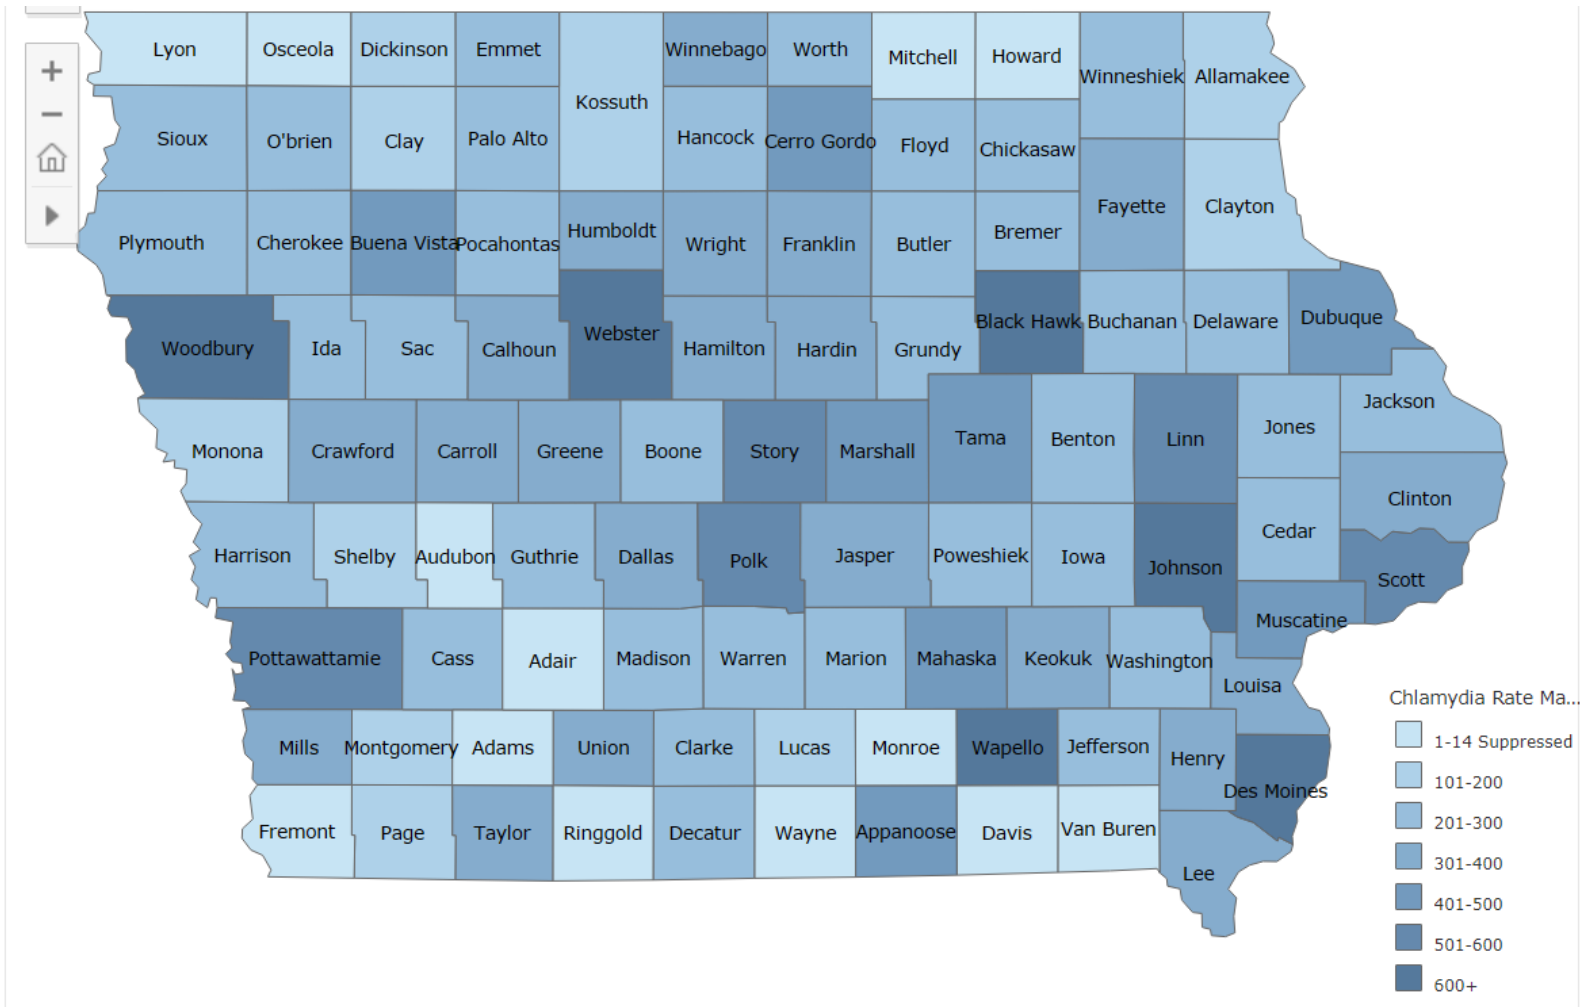 Lyon
Osceola
Dickinson
Emmet
Kossuth
Winnebago
Worth
Mitchell
Howard
Winneshiek
Allamakee
Sioux
O'brien
Clay
Palo Alto
Hancock
Cerro Gordo
Floyd
Chickasaw
Fayette
Clayton
Plymouth
Cherokee
Buena Vista
Pocahontas
Humboldt
Wright
Franklin
Butler
Bremer
Woodbury
Ida
Sac
Calhoun
Webster
Hamilton
Hardin
Grundy
Black Hawk
Buchanan
Delaware
Dubuque
Monona
Crawford
Carroll
Greene
Boone
Story
Marshall
Tama
Benton
Linn
Jones
Jackson
Harrison
Shelby
Audubon
Guthrie
Dallas
Polk
Jasper
Poweshiek
Iowa
Johnson
Cedar
Clinton
Scott
Muscatine
Pottawattamie
Cass
Adair
Madison
Warren
Marion
Mahaska
Keokuk
Washington
Louisa
Mills
Montgomery
Adams
Union
Clarke
Lucas
Monroe
Wapello
Jefferson
Henry
Des Moines
Fremont
Page
Taylor
Ringgold
Decatur
Wayne
Appanoose
Davis
Van Buren
Lee
Chlamydia Rate Ma...
1-14 Suppressed
101-200
201-300
301-400
401-500
501-600
600+